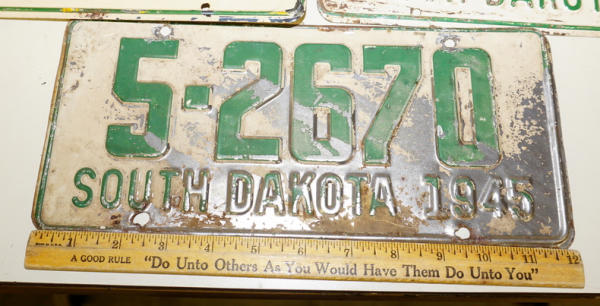 DAKOT
5-2670
SOUTH DAKOTA 1945
1 2 3 4 5 6 7 8 9 10 11 12
A GOOD RULE "Do Unto Others As You Would Have Them Do Unto You"